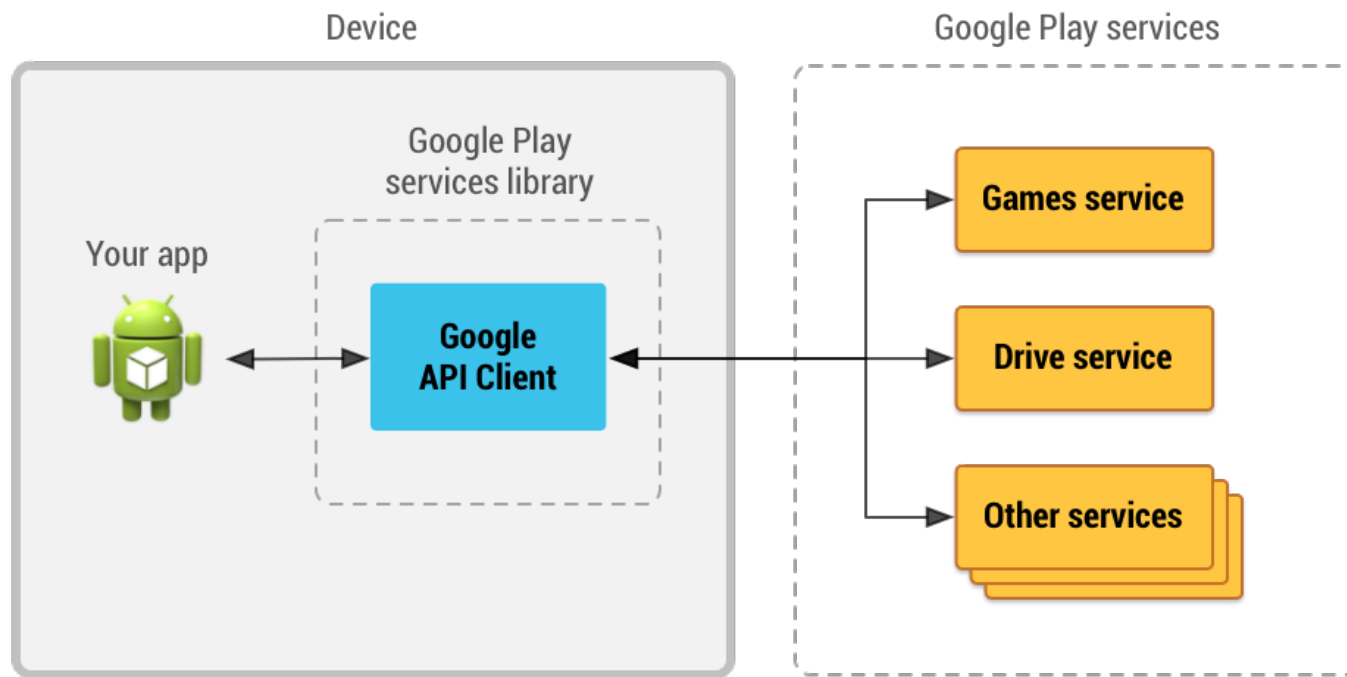 Device
Google Play services
Google Play
services library
Your app
Google
API Client
Games service
Drive service
Other services